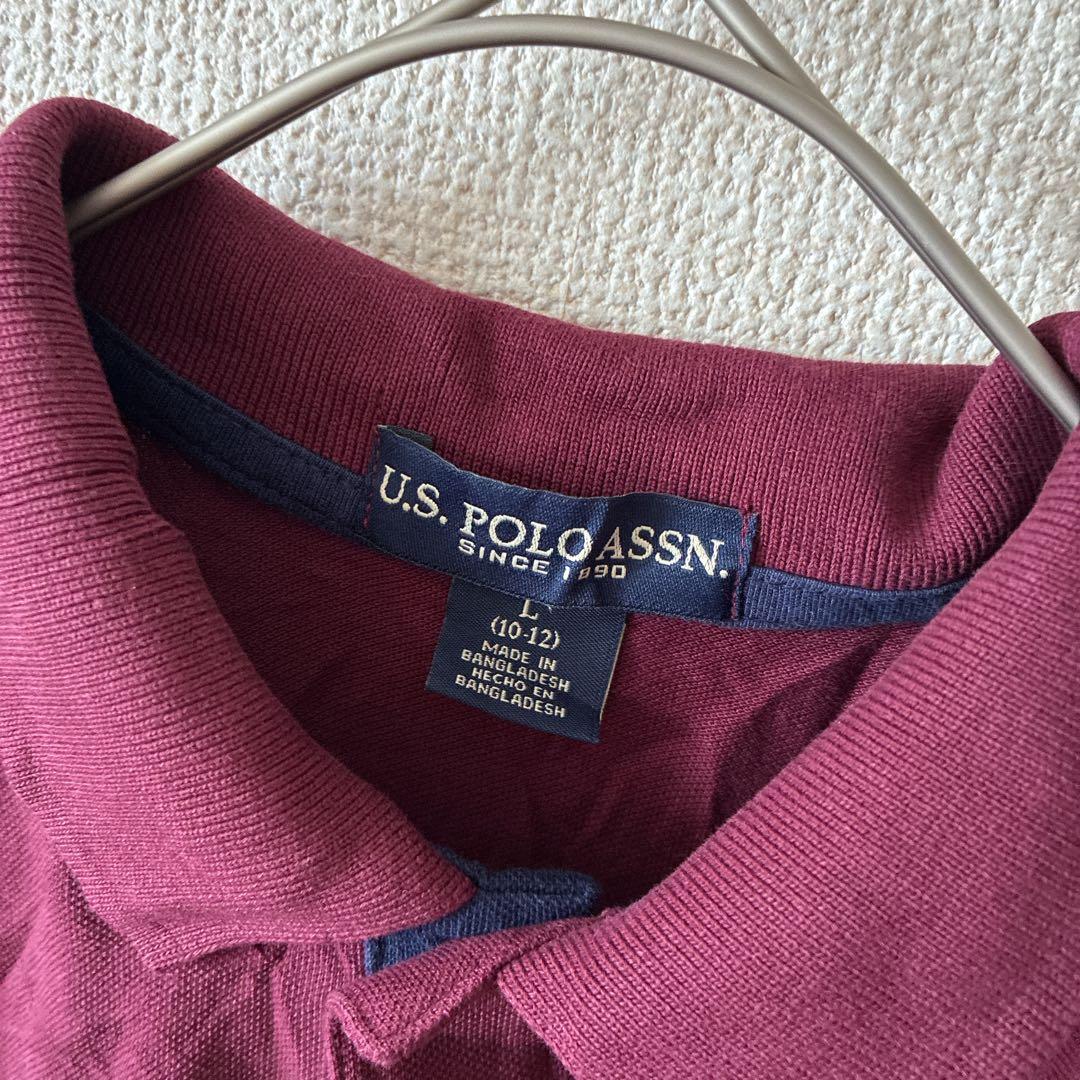 U.S. POLO ASSN.
SINCE 1890
L
(10-12)
MADE IN
BANGLADESH
HECHO EN
BANGLADESH